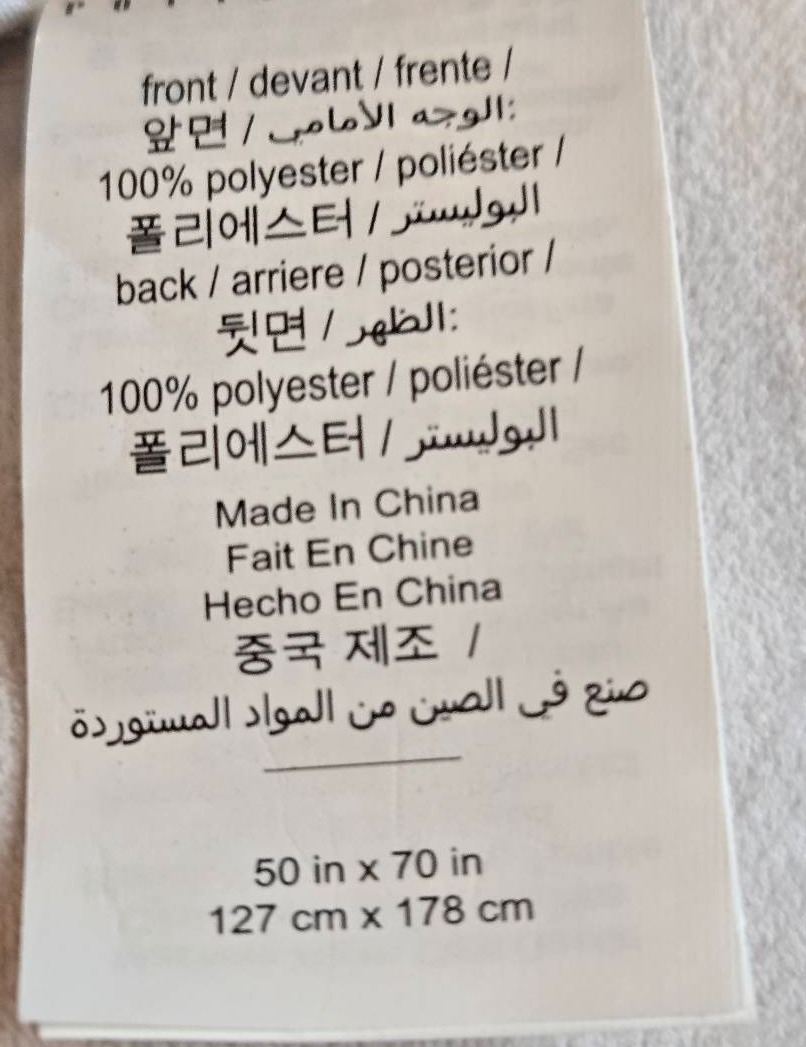 front / devant / frente /
앞면 / الوجه الأمامي:
100% polyester / poliéster /
폴리에스터 / البوليستر
back / arriere / posterior /
뒷면 / الظهر:
100% polyester / poliéster /
폴리에스터 / البوليستر
Made In China
Fait En Chine
Hecho En China
중국 제조 /
صنع في الصين من المواد المستوردة
50 in x 70 in
127 cm x 178 cm